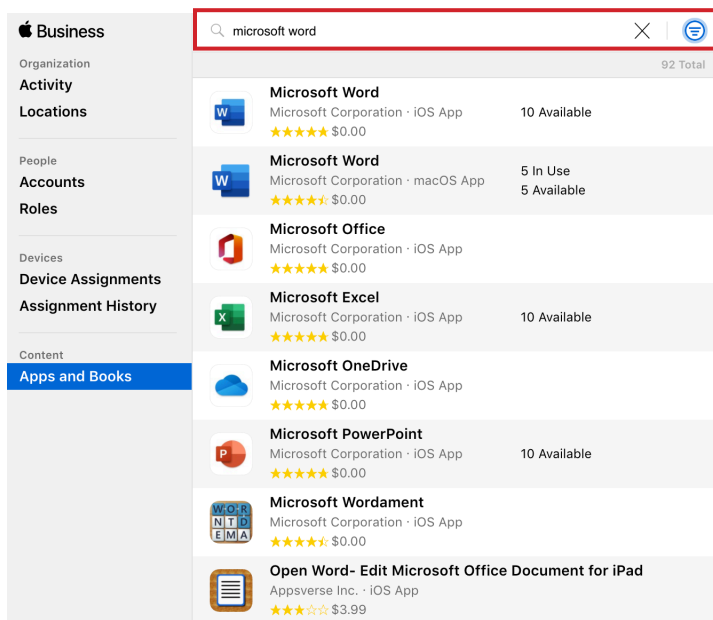 Business
Organization
Activity
Locations
People
Accounts
Roles
Devices
Device Assignments
Assignment History
Content
Apps and Books
microsoft word
92 Total
W
Microsoft Word
Microsoft Corporation · iOS App
$0.00
10 Available
W
Microsoft Word
Microsoft Corporation · macOS App
$0.00
5 In Use
5 Available
Microsoft Office
Microsoft Corporation · iOS App
$0.00
X
Microsoft Excel
Microsoft Corporation · iOS App
$0.00
10 Available
Microsoft OneDrive
Microsoft Corporation · iOS App
$0.00
P
Microsoft PowerPoint
Microsoft Corporation · iOS App
$0.00
10 Available
WOR
NTD
EMA
Microsoft Wordament
Microsoft Corporation · iOS App
$0.00
Open Word- Edit Microsoft Office Document for iPad
Appsverse Inc. · iOS App
$3.99